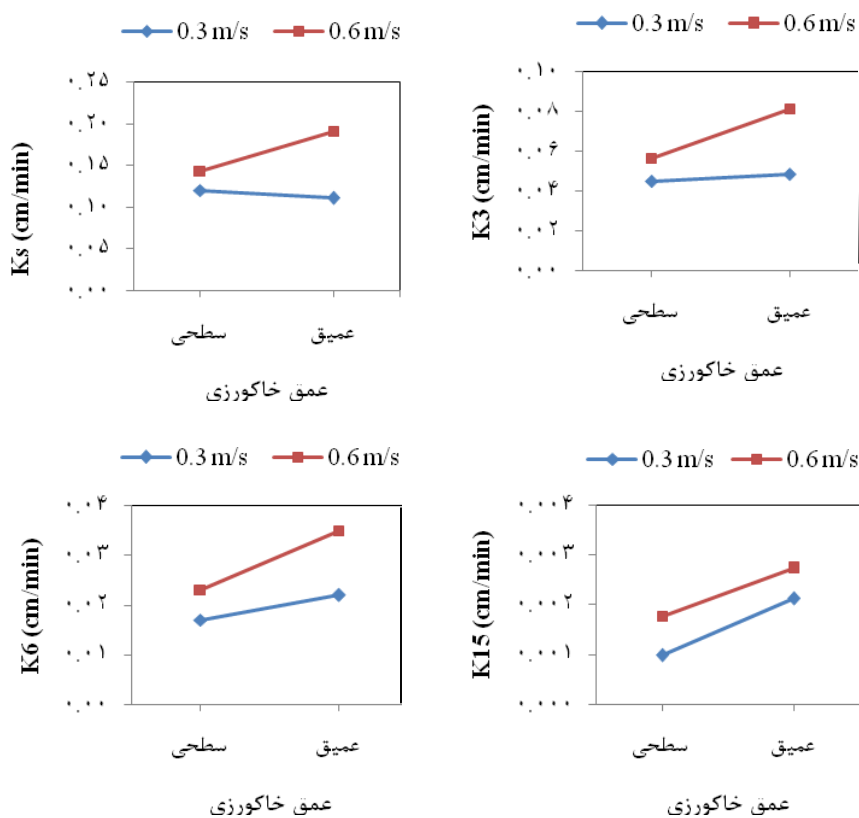 0.3 m/s 0.6 m/s
Ks (cm/min)
۰.۲۵
۰.۲۰
۰.۱۵
۰.۱۰
۰.۰۵
۰.۰۰
سطحی عمیق
عمق خاکورزی
0.3 m/s 0.6 m/s
K3 (cm/min)
۰.۱۰
۰.۰۸
۰.۰۶
۰.۰۴
۰.۰۲
۰.۰۰
سطحی عمیق
عمق خاکورزی
0.3 m/s 0.6 m/s
K6 (cm/min)
۰.۰۴
۰.۰۳
۰.۰۲
۰.۰۱
۰.۰۰
سطحی عمیق
عمق خاکورزی
0.3 m/s 0.6 m/s
K15 (cm/min)
۰.۰۰۴
۰.۰۰۳
۰.۰۰۲
۰.۰۰۱
۰.۰۰۰
سطحی عمیق
عمق خاکورزی